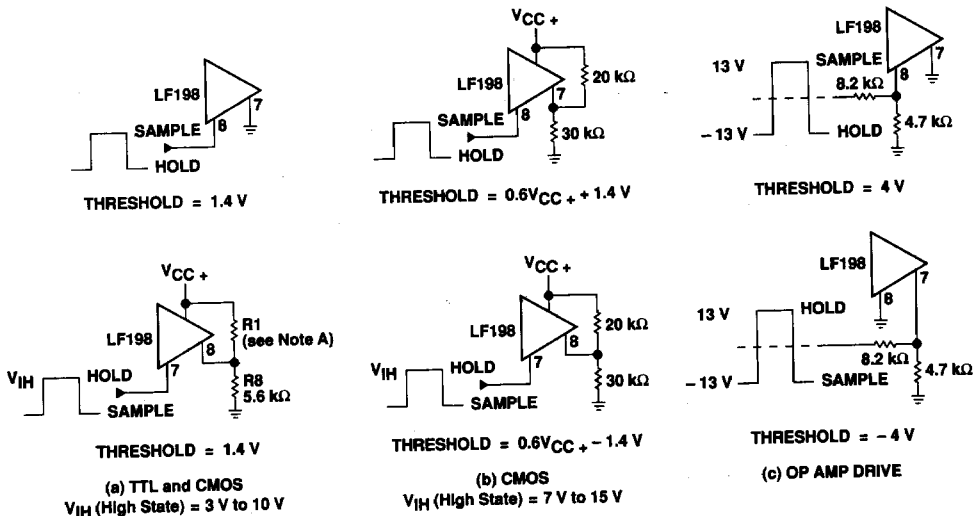 LF198
7
8
SAMPLE
HOLD
THRESHOLD = 1.4 V
VCC +
LF198
20 kΩ
7
8
SAMPLE
30 kΩ
HOLD
THRESHOLD = 0.6VCC + + 1.4 V
LF198
7
SAMPLE
8
13 V
8.2 kΩ
4.7 kΩ
– 13 V
HOLD
THRESHOLD = 4 V
VCC +
LF198
R1
(see Note A)
8
7
R8
5.6 kΩ
VIH
HOLD
SAMPLE
THRESHOLD = 1.4 V
(a) TTL and CMOS
VIH (High State) = 3 V to 10 V
VCC +
LF198
20 kΩ
8
7
30 kΩ
VIH
HOLD
SAMPLE
THRESHOLD = 0.6VCC + – 1.4 V
(b) CMOS
VIH (High State) = 7 V to 15 V
LF198
7
8
13 V
HOLD
8.2 kΩ
4.7 kΩ
– 13 V
SAMPLE
THRESHOLD = – 4 V
(c) OP AMP DRIVE